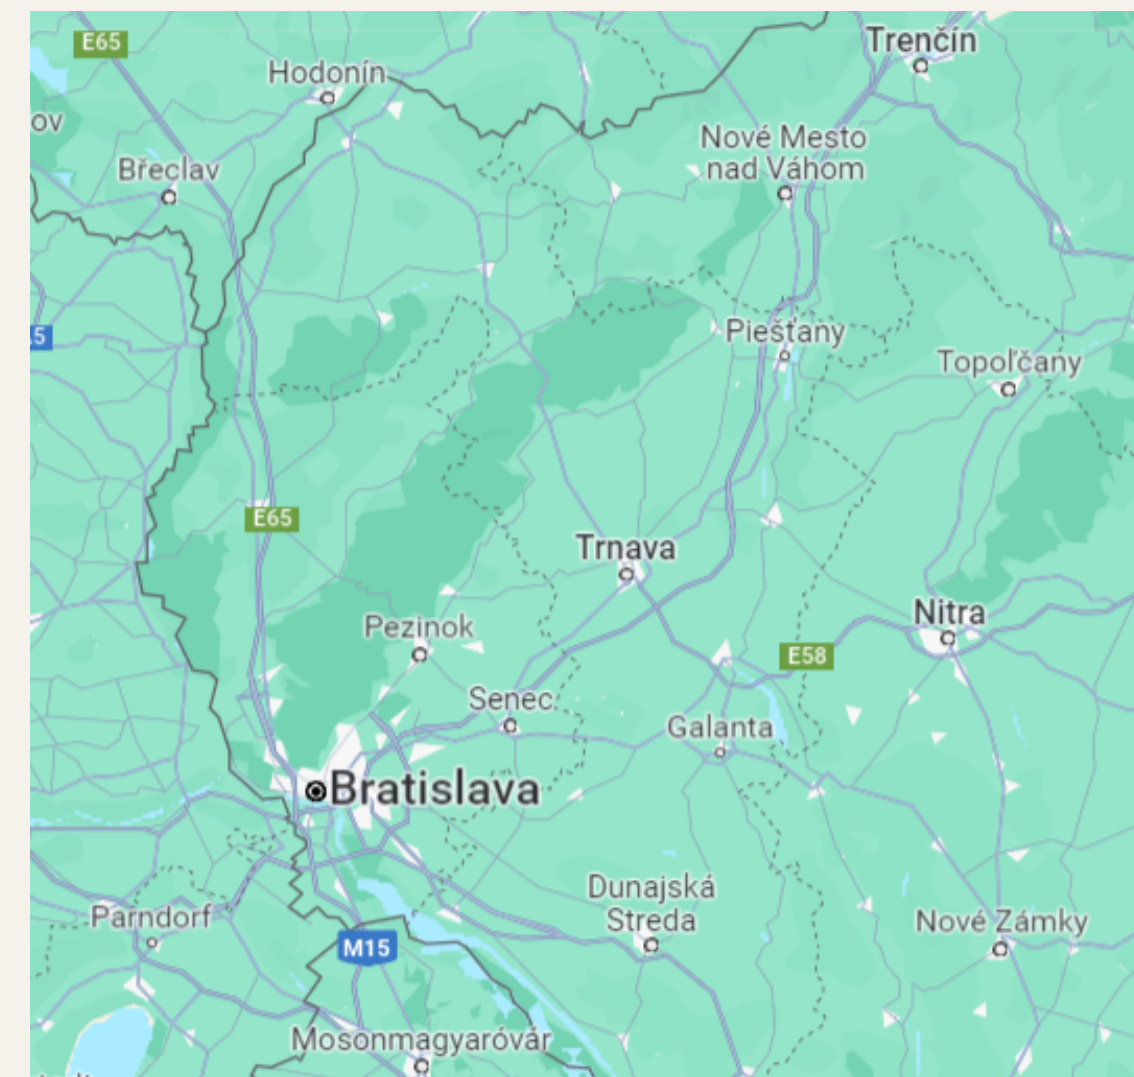 E65
Trenčín
Hodonín
ov
Nové Mesto
nad Váhom
Břeclav
.5
Piešťany
Topoľčany
E65
Trnava
Nitra
Pezinok
E58
Senec
Galanta
Bratislava
Dunajská
Streda
Parndorf
Nové Zámky
M15
Mosonmagyaróvár